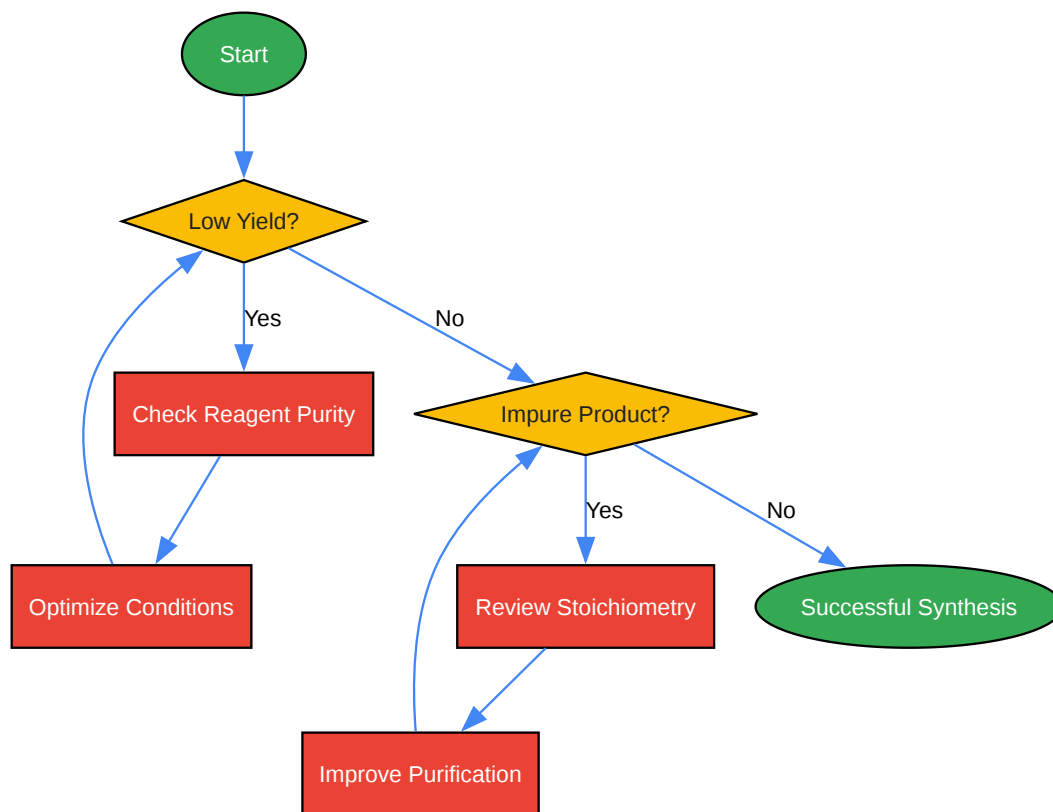 Start
Low Yield?
Yes
No
Check Reagent Purity
Impure Product?
Yes
No
Optimize Conditions
Review Stoichiometry
Successful Synthesis
Improve Purification